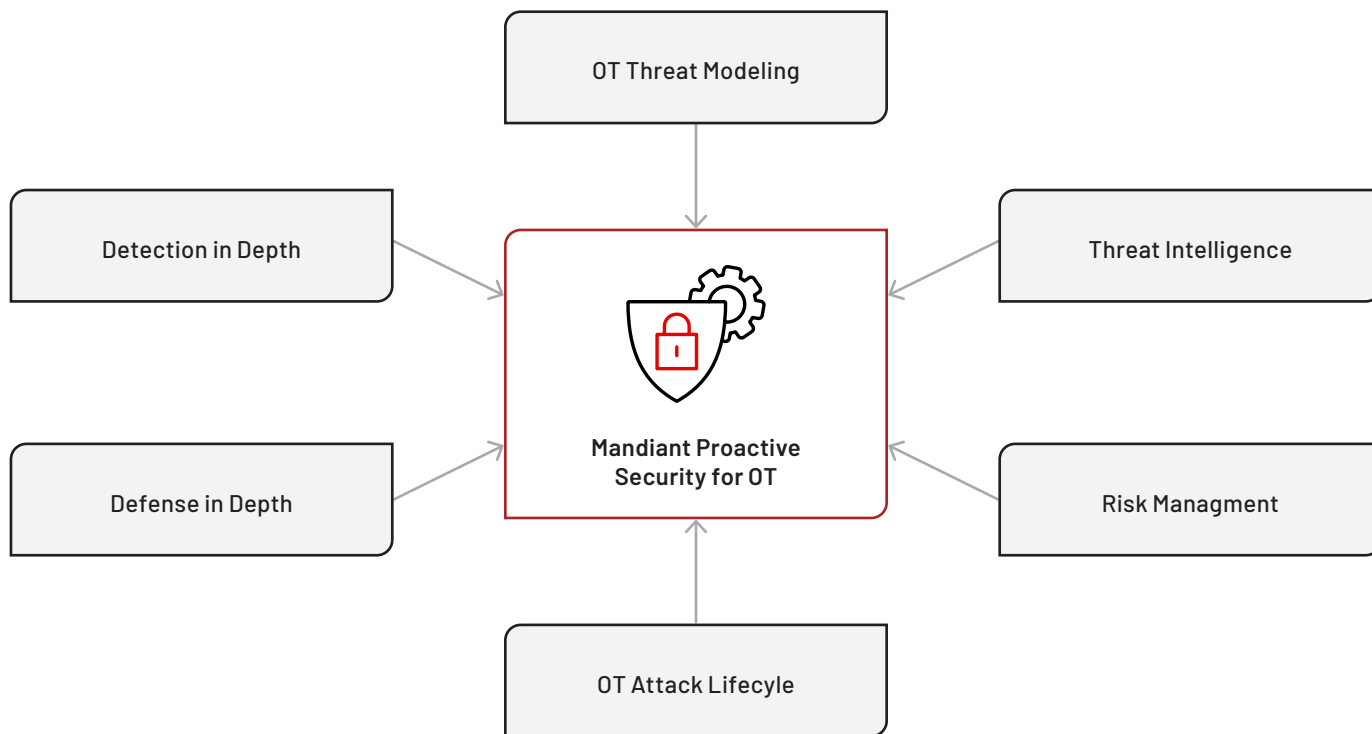 OT Threat Modeling
Detection in Depth
Threat Intelligence
Mandiant Proactive
Security for OT
Defense in Depth
Risk Managment
OT Attack Lifecyle